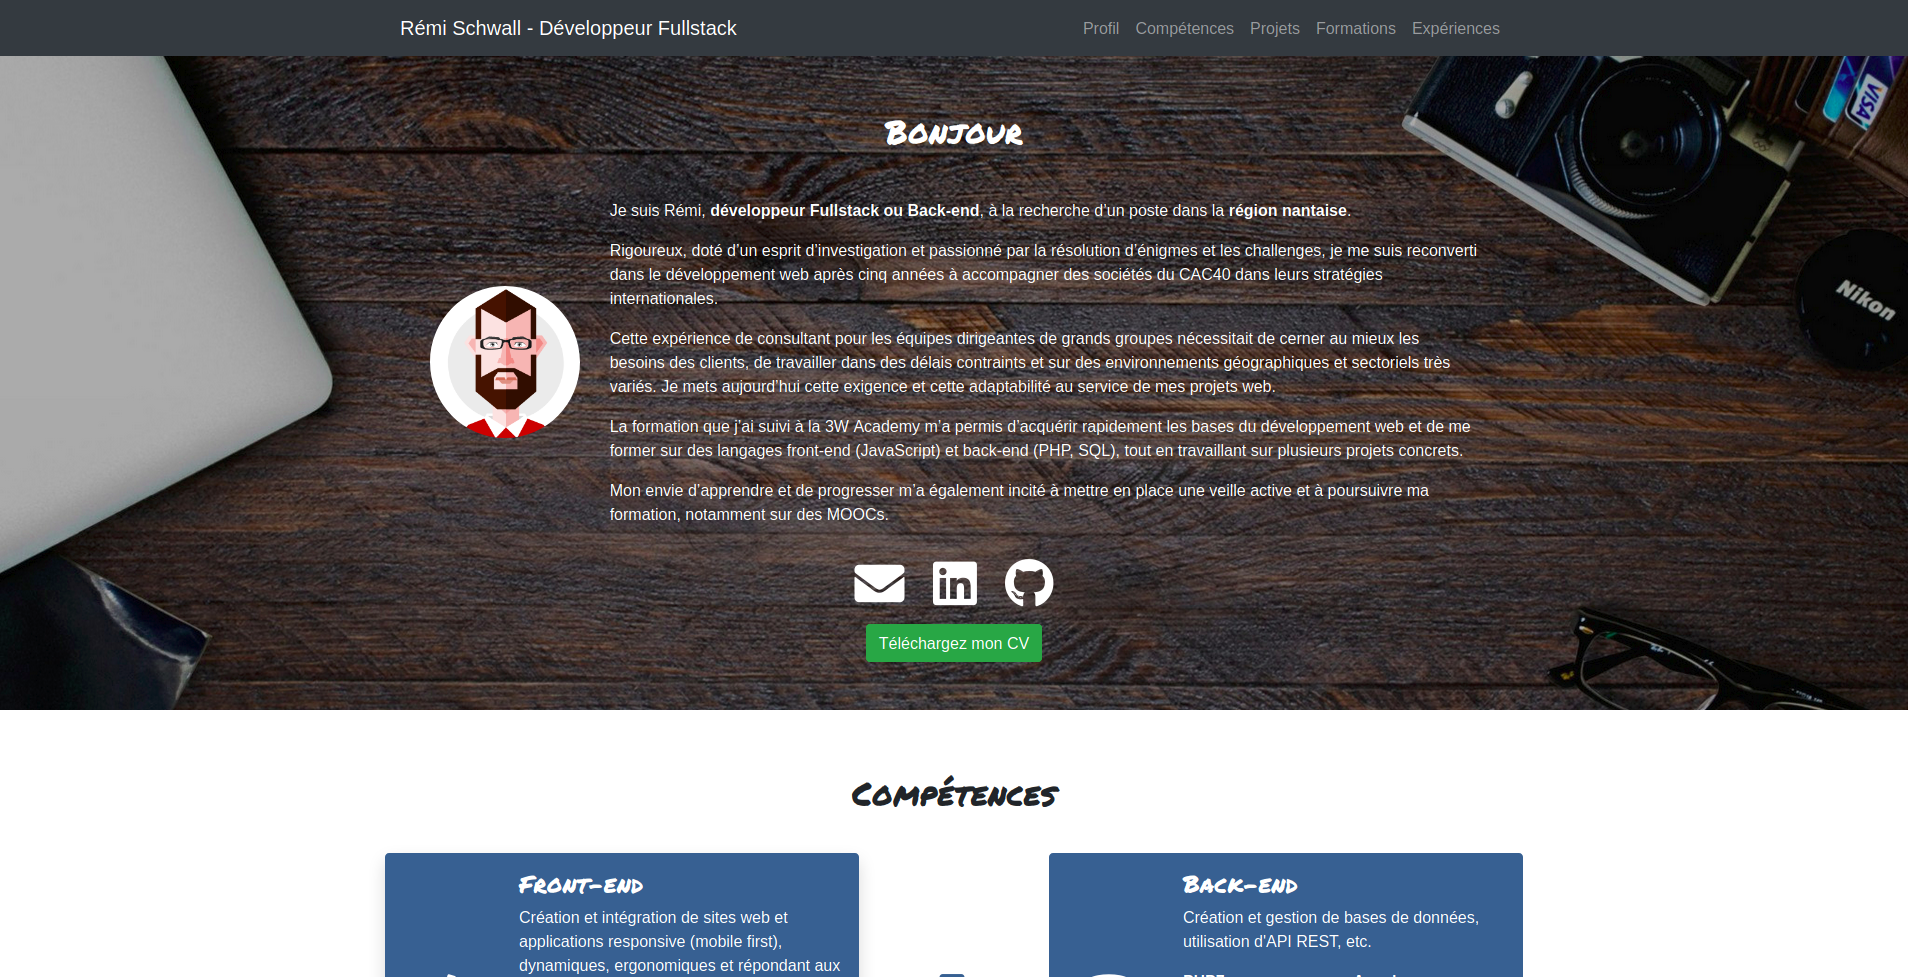 Rémi Schwall - Développeur Fullstack
Profil Compétences Projets Formations Expériences
VISA
Bonjour
Je suis Rémi, développeur Fullstack ou Back-end, à la recherche d’un poste dans la région nantaise.
Rigoureux, doté d’un esprit d’investigation et passionné par la résolution d’énigmes et les challenges, je me suis reconverti
dans le développement web après cinq années à accompagner des sociétés du CAC40 dans leurs stratégies
internationales.
Nikon
Cette expérience de consultant pour les équipes dirigeantes de grands groupes nécessitait de cerner au mieux les
besoins des clients, de travailler dans des délais contraints et sur des environnements géographiques et sectoriels très
variés. Je mets aujourd’hui cette exigence et cette adaptabilité au service de mes projets web.
La formation que j’ai suivi à la 3W Academy m’a permis d’acquérir rapidement les bases du développement web et de me
former sur des langages front-end (JavaScript) et back-end (PHP, SQL), tout en travaillant sur plusieurs projets concrets.
Mon envie d’apprendre et de progresser m’a également incité à mettre en place une veille active et à poursuivre ma
formation, notamment sur des MOOCs.
in
Téléchargez mon CV
Compétences
Front-end
Création et intégration de sites web et
applications responsive (mobile first),
dynamiques, ergonomiques et répondant aux
Back-end
Création et gestion de bases de données,
utilisation d'API REST, etc.